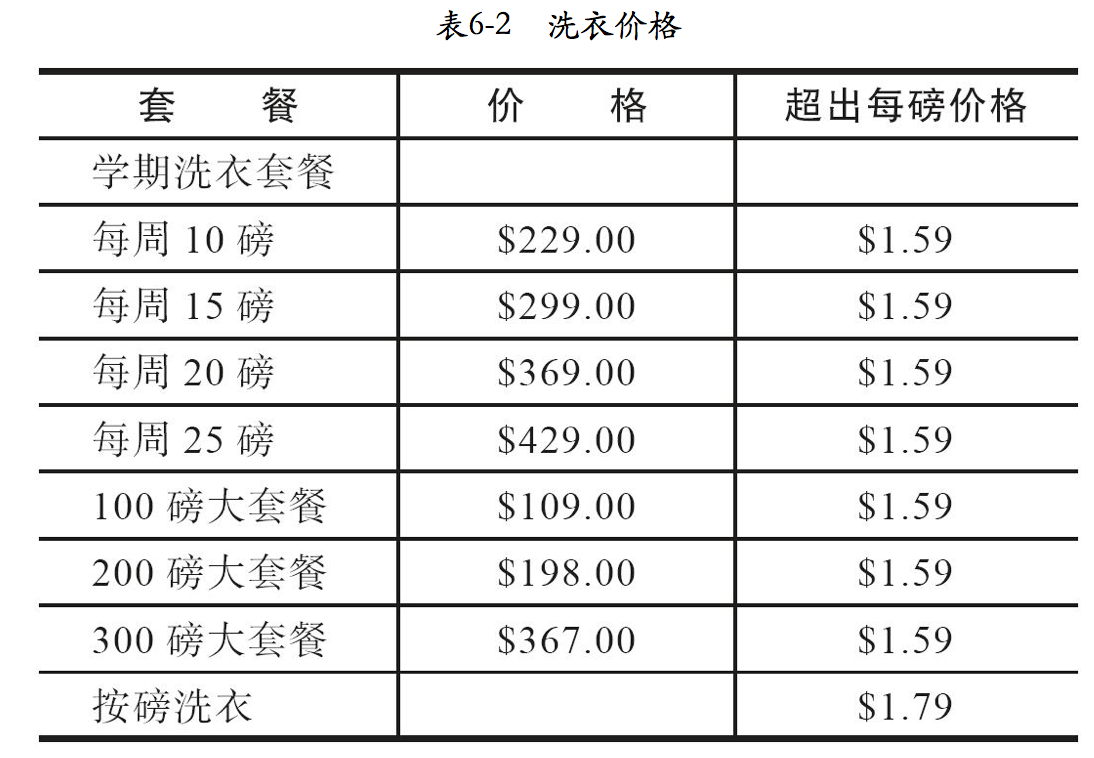 表6-2 洗衣价格
套 餐 价 格 超出每磅价格
学期洗衣套餐
每周 10 磅 $229.00 $1.59
每周 15 磅 $299.00 $1.59
每周 20 磅 $369.00 $1.59
每周 25 磅 $429.00 $1.59
100 磅大套餐 $109.00 $1.59
200 磅大套餐 $198.00 $1.59
300 磅大套餐 $367.00 $1.59
按磅洗衣 $1.79